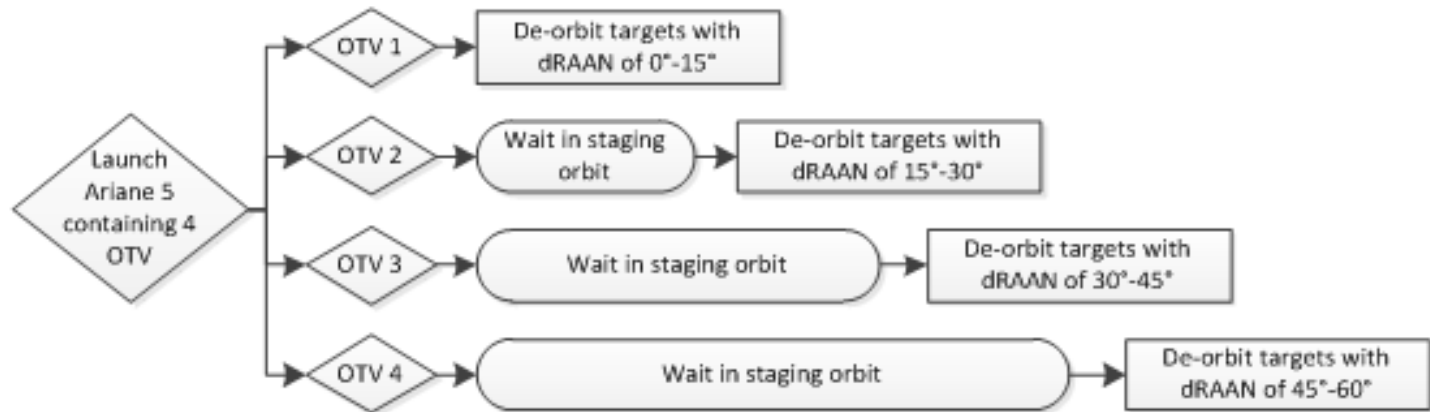 Launch
Ariane 5
containing 4
OTV
OTV 1
De-orbit targets with
dRAAN of 0°-15°
OTV 2
Wait in staging
orbit
De-orbit targets with
dRAAN of 15°-30°
OTV 3
Wait in staging orbit
De-orbit targets with
dRAAN of 30°-45°
OTV 4
Wait in staging orbit
De-orbit targets with
dRAAN of 45°-60°